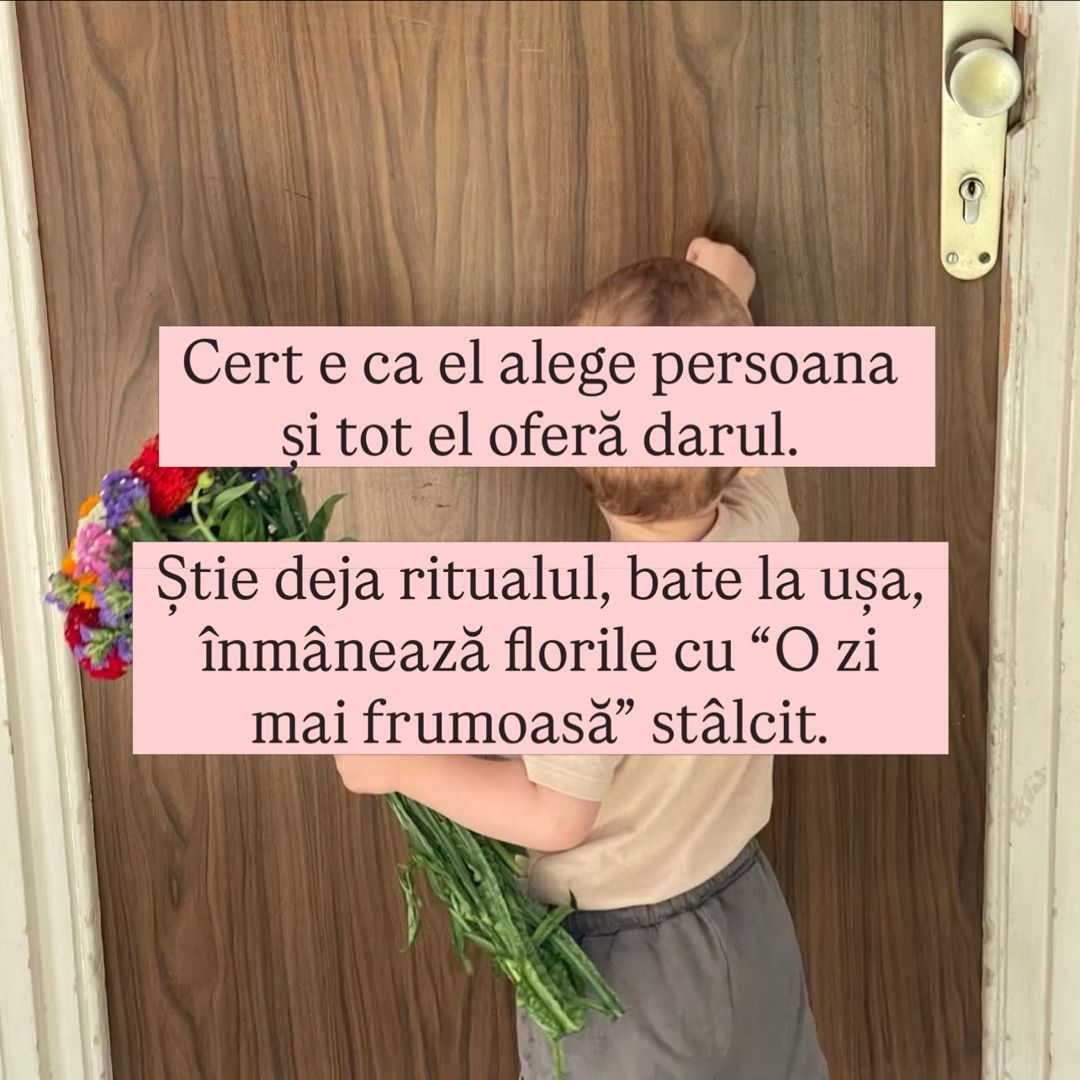 Cert e ca el alege persoana
și tot el oferă darul.
Știe deja ritualul, bate la ușa,
înmânează florile cu “O zi
mai frumoasă” stâlcit.